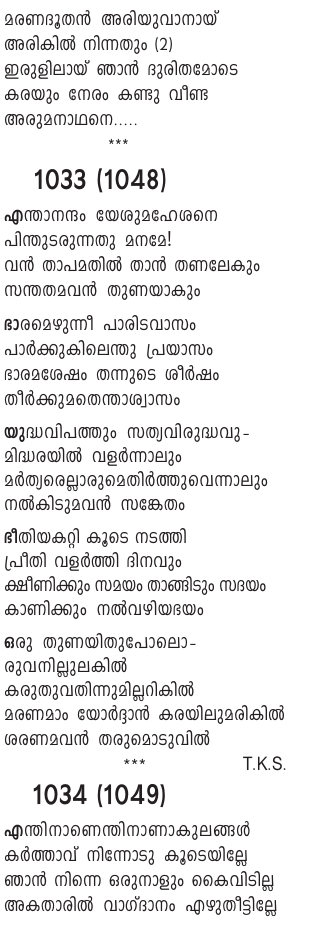 മരണദൂതൻ അരിയുവാനായ്
അരികിൽ നിന്നതും (2)
ഇരുളിലായ് ഞാൻ ദുരിതമോടെ
കരയും നേരം കണ്ടു വീണ്ട
അരുമനാഥനെ.....
***
1033 (1048)
എന്താനന്ദം യേശുമഹേശനെ
പിന്തുടരുന്നതു മനമേ!
വൻ താപമതിൽ താൻ തണലേകും
സന്തതമവൻ തുണയാകും
ഭാരമെഴുന്നീ പാരിടവാസം
പാർക്കുകിലെന്തു പ്രയാസം
ഭാരമശേഷം തന്നുടെ ശീർഷം
തീർക്കുമതെന്താശ്വാസം
യുദ്ധവിപത്തും സത്യവിരുദ്ധവു-
മിദ്ധരയിൽ വളർന്നാലും
മർത്യരെല്ലാരുമെതിർത്തുവെന്നാലും
നൽകിടുമവൻ സങ്കേതം
ഭീതിയകറ്റി കൂടെ നടത്തി
പ്രീതി വളർത്തി ദിനവും
ക്ഷീണിക്കും സമയം താങ്ങിടും സദയം
കാണിക്കും നൽവഴിയഭയം
ഒരു തുണയിതുപോലൊ-
രുവനില്ലുലകിൽ
കരുതുവതിന്നുമില്ലറികിൽ
മരണമാം യോർദ്ദാൻ കരയിലുമരികിൽ
ശരണമവൻ തരുമൊടുവിൽ
*** T.K.S.
1034 (1049)
എന്തിനാണെന്തിനാണാകുലങ്ങൾ
കർത്താവ് നിന്നോടു കൂടെയില്ലേ
ഞാൻ നിന്നെ ഒരുനാളും കൈവിടില്ല
അകതാരിൽ വാഗ്ദാനം എഴുതീട്ടില്ലേ